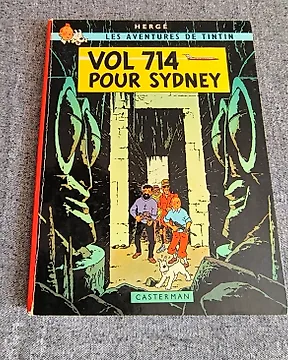 HERGÉ
LES AVENTURES DE TINTIN
VOL 714
POUR SYDNEY
CASTERMAN